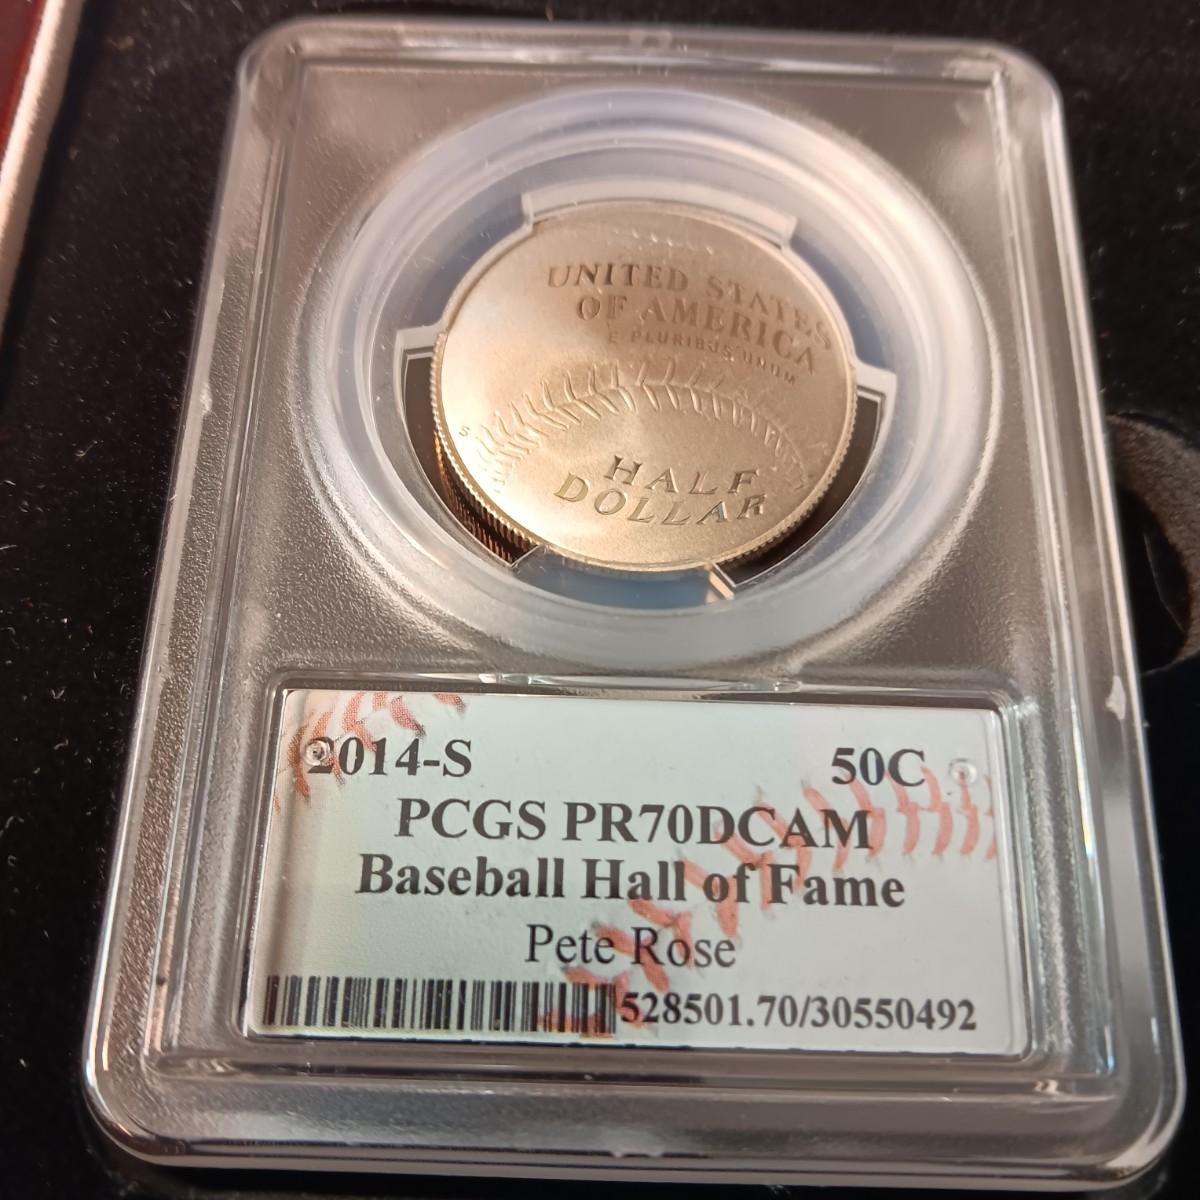 UNITED STATES
OF AMERICA
E PLURIBUS UNUM
S
HALF
DOLLAR
2014-S 50C
PCGS PR70DCAM
Baseball Hall of Fame
Pete Rose
528501.70/30550492